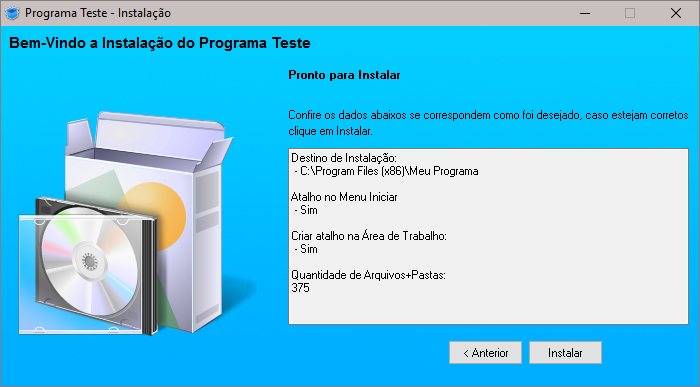 Programa Teste - Instalação
Bem-Vindo a Instalação do Programa Teste
Pronto para Instalar
Confire os dados abaixos se correspondem como foi desejado, caso estejam corretos
clique em Instalar.
Destino de Instalação:
- C:\Program Files (x86)\Meu Programa
Atalho no Menu Iniciar
- Sim
Criar atalho na Área de Trabalho:
- Sim
Quantidade de Arquivos+Pastas:
375
< Anterior
Instalar